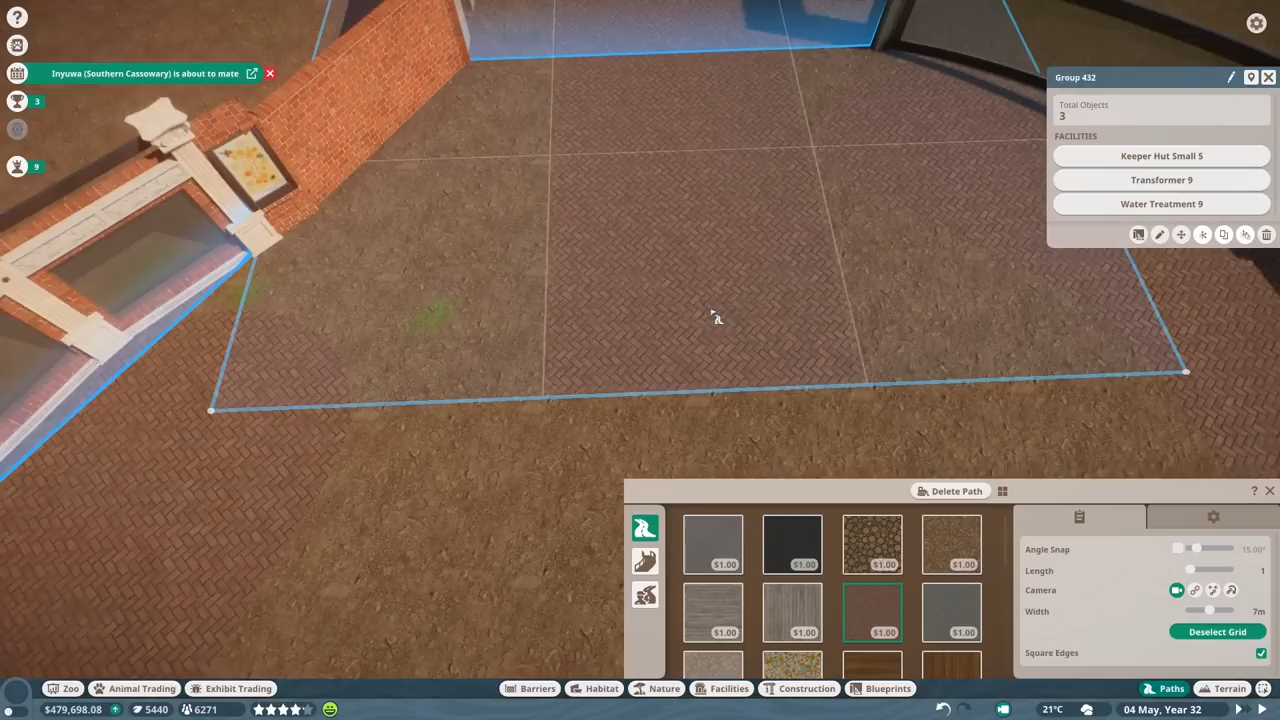 ?
Inyuwa (Southern Cassowary) is about to mate
3
9
Group 432
Total Objects
3
FACILITIES
Keeper Hut Small 5
Transformer 9
Water Treatment 9
Delete Path
?
$1.00 $1.00 $1.00 $1.00
$1.00 $1.00 $1.00 $1.00
Angle Snap 15.00°
Length 1
Camera
Width 7m
Deselect Grid
Square Edges
Zoo Animal Trading Exhibit Trading Barriers Habitat Nature Facilities Construction Blueprints Paths Terrain
$479,698.08 5440 6271 21°C 04 May, Year 32